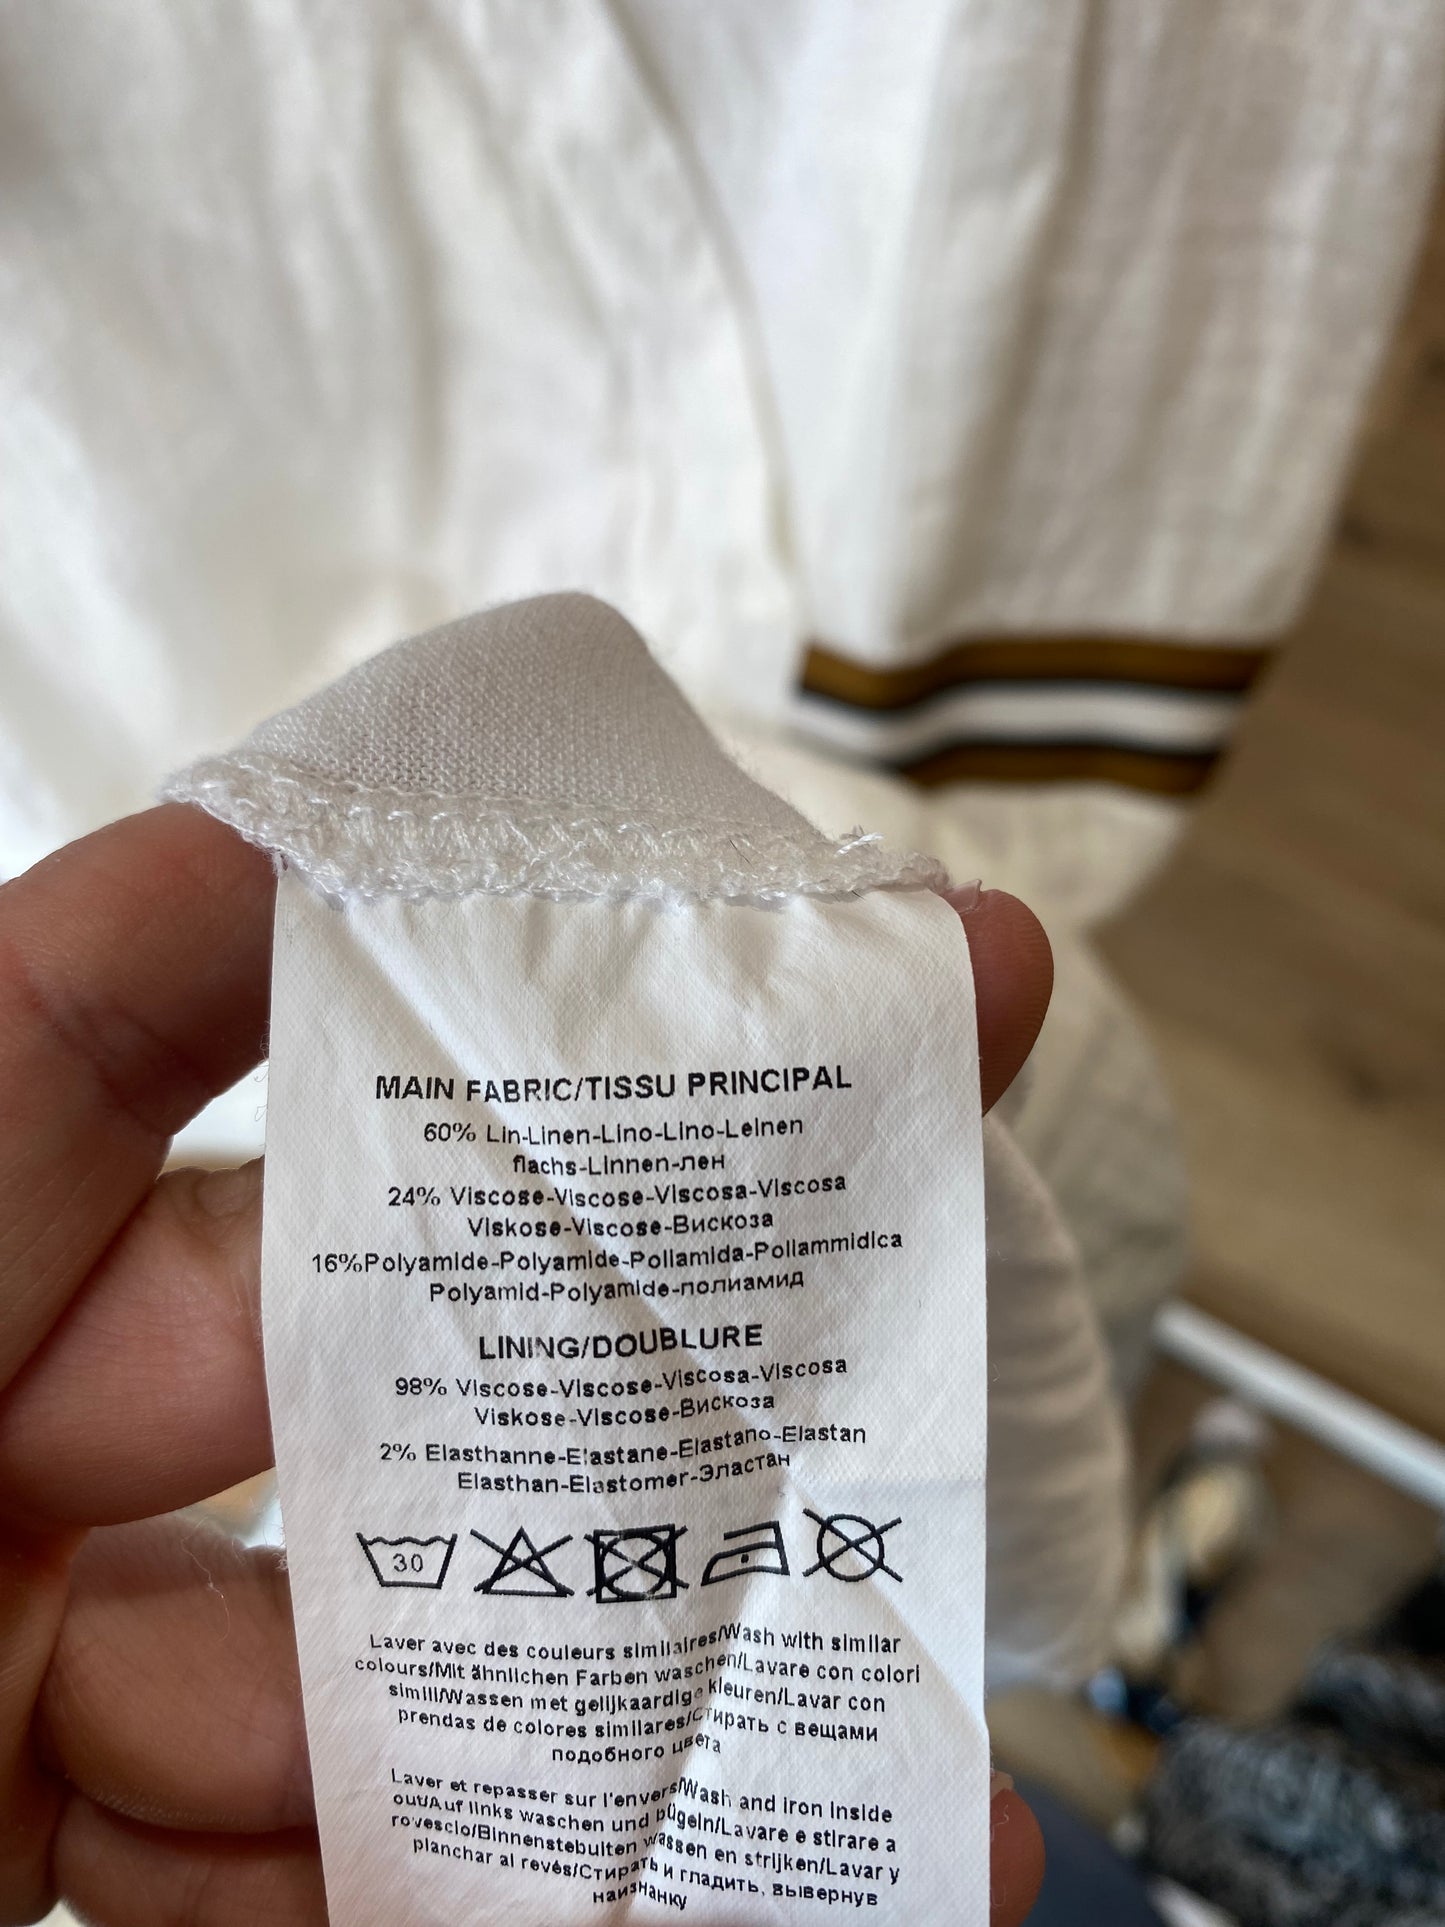 MAIN FABRIC/TISSU PRINCIPAL
60% Lin-Linen-Lino-Lino-Leinen
flachs-Linnen-лен
24% Viscose-Viscose-Viscosa-Viscosa
Viskose-Viscose-Вискоза
16%Polyamide-Polyamide-Poliamida-Poliammidica
Polyamid-Polyamide-полиамид
LINING/DOUBLURE
98% Viscose-Viscose-Viscosa-Viscosa
Viskose-Viscose-Вискоза
2% Elasthanne-Elastane-Elastano-Elastan
Elasthan-Elastomer-Эластан
30
Laver avec des couleurs similaires/Wash with similar
colours/Mit ähnlichen Farben waschen/Lavare con colori
simili/Wassen met gelijkaardige kleuren/Lavar con
prendas de colores similares/Стирать с вещами
подобного цвета
Laver et repasser sur l'envers/Wash and iron inside
out/Auf links waschen und bügeln/Lavare e stirare a
rovescio/Binnenstebuiten wassen en strijken/Lavar y
planchar al revés/Стирать и гладить, вывернув
наизнанку